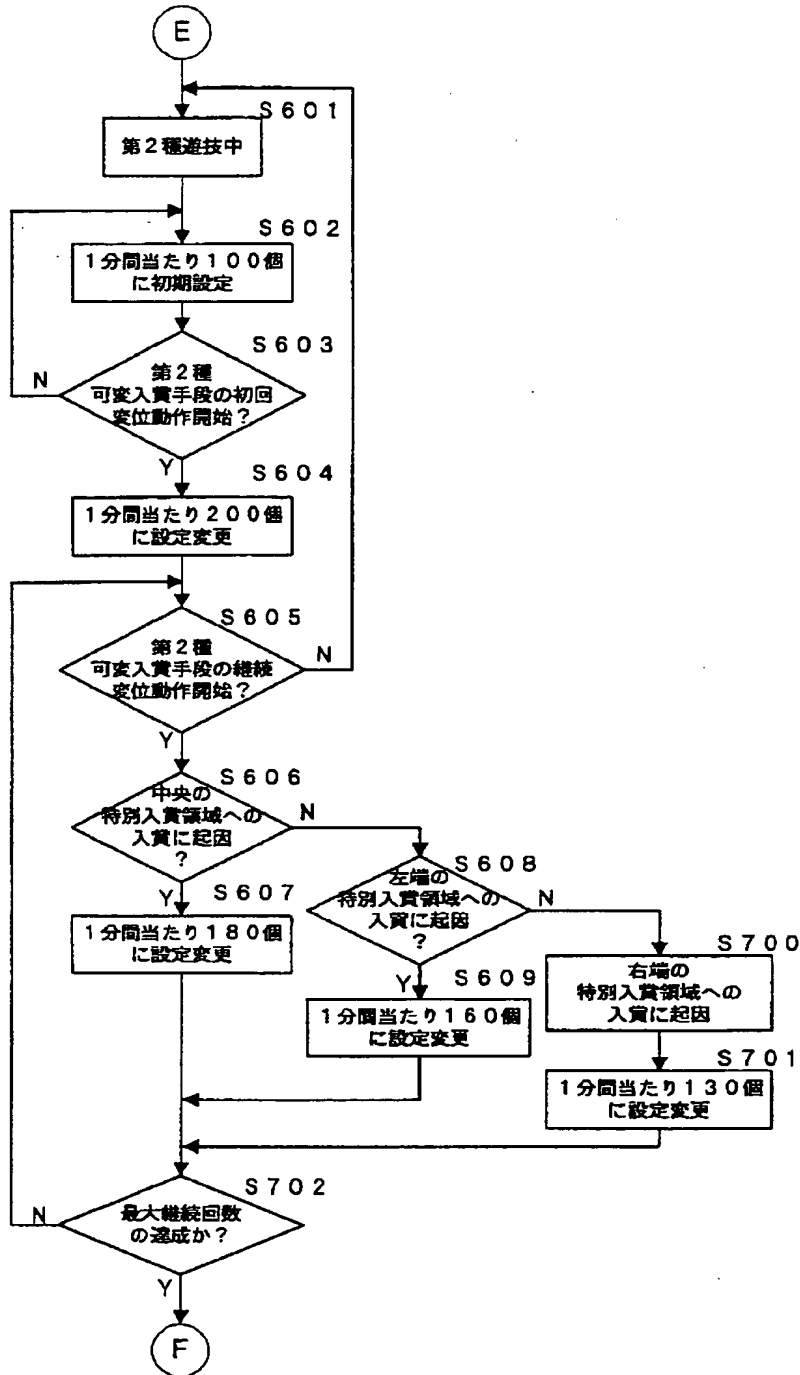 E
S601
第2種遊技中
S602
1分間当たり100個
に初期設定
S603
第2種
可変入賞手段の初回
変位動作開始?
N
Y
S604
1分間当たり200個
に設定変更
S605
第2種
可変入賞手段の継続
変位動作開始?
N
Y
S606
中央の
特別入賞領域への
入賞に起因
?
N
Y
S607
1分間当たり180個
に設定変更
S608
左端の
特別入賞領域への
入賞に起因
?
N
Y
S609
1分間当たり160個
に設定変更
S700
右端の
特別入賞領域への
入賞に起因
S701
1分間当たり130個
に設定変更
S702
最大継続回数
の達成か?
N
Y
F